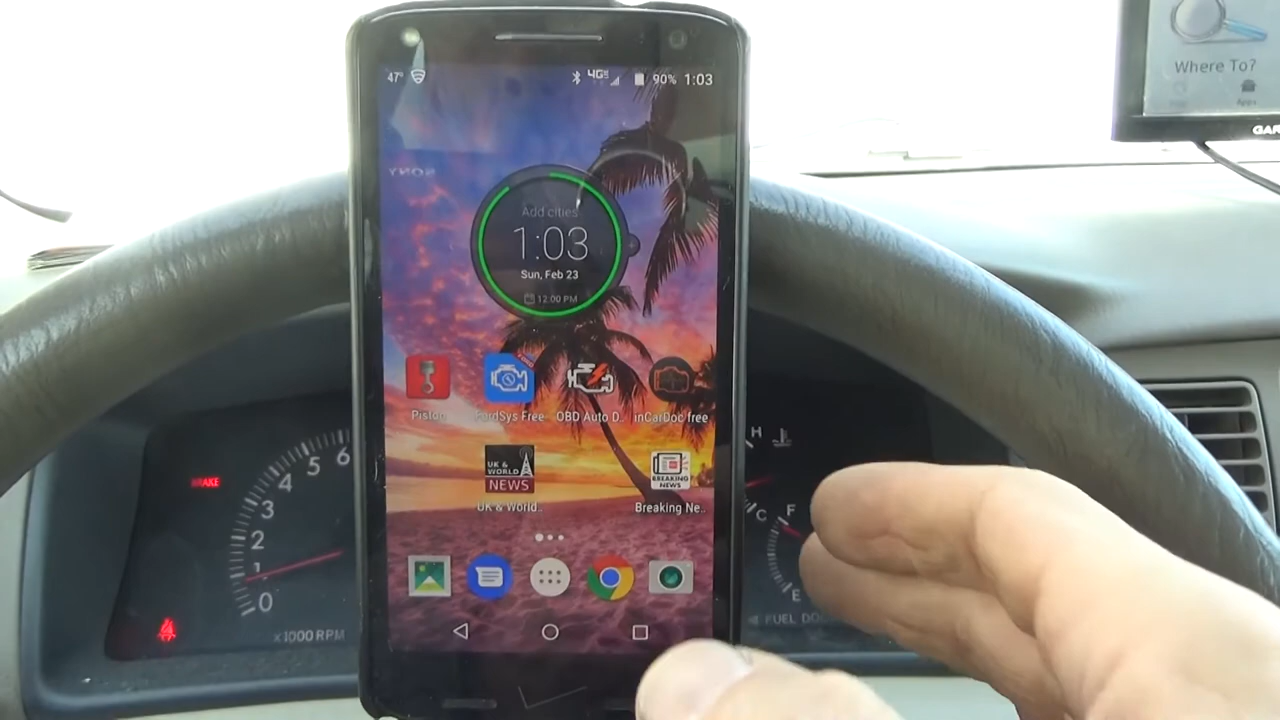 47°
4G
90% 1:03
Where To?
Apps
SONY
Add cities
1:03
Sun, Feb 23
12:00 PM
Piston
FordSys Free
OBD Auto D..
inCarDoc free
UK &
WORLD
NEWS
BREAKING
NEWS
UK & World..
Breaking Ne..
BRAKE
0
1
2
3
4
5
6
x1000 RPM
H
C
F
E